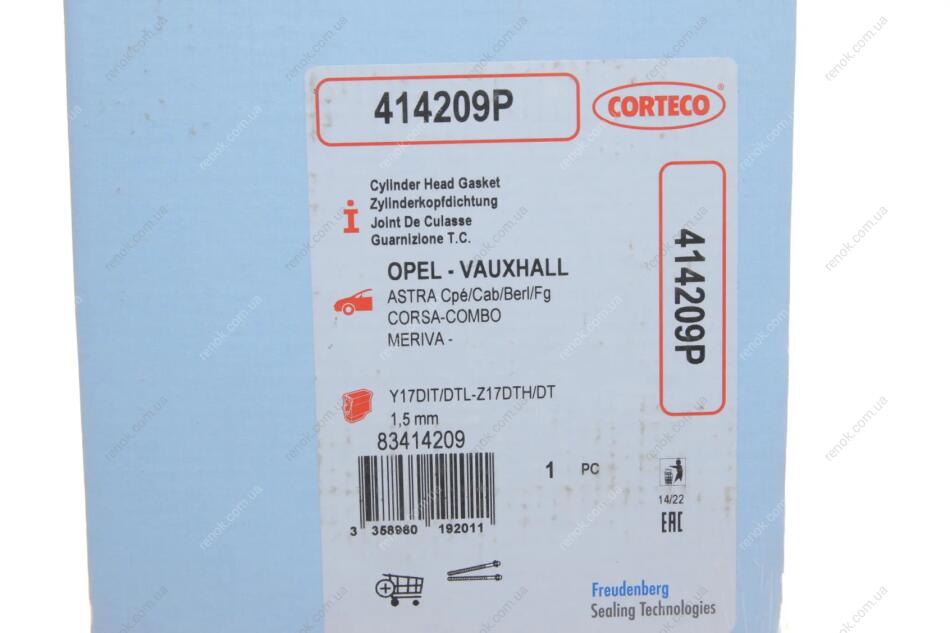 414209P
CORTECO
Cylinder Head Gasket
Zylinderkopfdichtung
Joint De Culasse
Guarnizione T.C.
OPEL - VAUXHALL
ASTRA Cpé/Cab/Berl/Fg
CORSA-COMBO
MERIVA -
414209P
Y17DIT/DTL-Z17DTH/DT
1,5 mm
83414209
1 PC
14/22
EAC
3 358960 192011
Freudenberg
Sealing Technologies
renok.com.ua